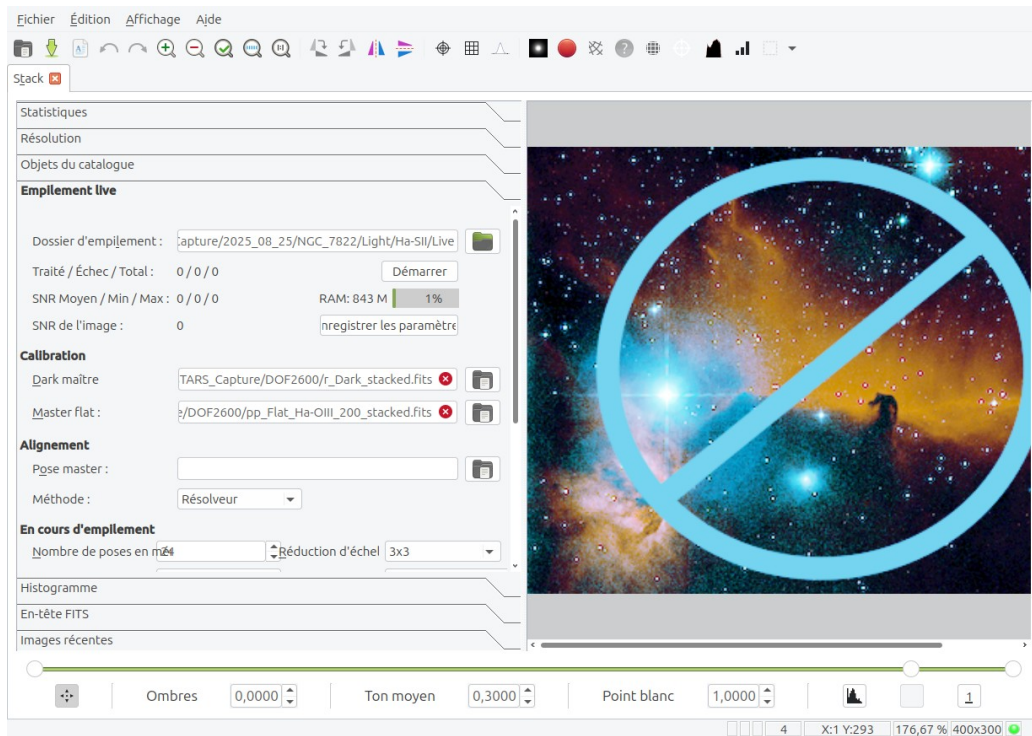 Fichier Édition Affichage Aide
Stack
Statistiques
Résolution
Objets du catalogue
Empilement live
Dossier d'empilement : Capture/2025_08_25/NGC_7822/Light/Ha-SII/Live
Traité / Échec / Total : 0 / 0 / 0 Démarrer
SNR Moyen / Min / Max : 0 / 0 / 0 RAM: 843 M 1%
SNR de l'image : 0 nregistrer les paramètre
Calibration
Dark maître TARS_Capture/DOF2600/r_Dark_stacked.fits
Master flat : e/DOF2600/pp_Flat_Ha-OIII_200_stacked.fits
Alignement
Pose master :
Méthode : Résolveur
En cours d'empilement
Nombre de poses en mé 24 Réduction d'échel 3x3
Histogramme
En-tête FITS
Images récentes
Ombres 0,0000 Ton moyen 0,3000 Point blanc 1,0000 1
4 X:1 Y:293 176,67 % 400x300